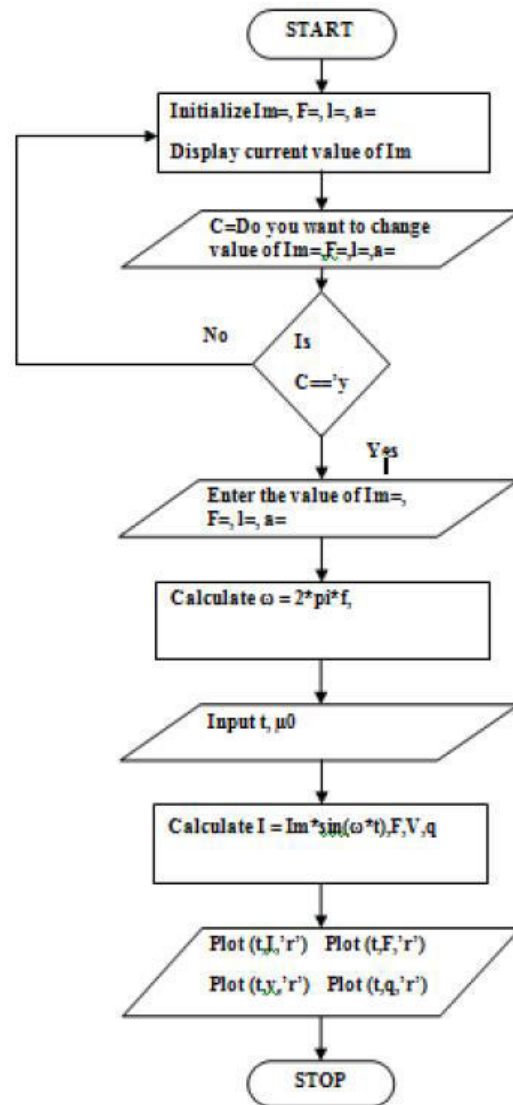 START
InitializeIm=, F=, l=, a=
Display current value of Im
C=Do you want to change
value of Im=,F=,l=,a=
No
Is
C=='y
Yes
Enter the value of Im=,
F=, l=, a=
Calculate ω = 2*pi*f,
Input t, µ0
Calculate I = Im*sin(ω*t),F,V,q
Plot (t,I,'r') Plot (t,F,'r')
Plot (t,v,'r') Plot (t,q,'r')
STOP